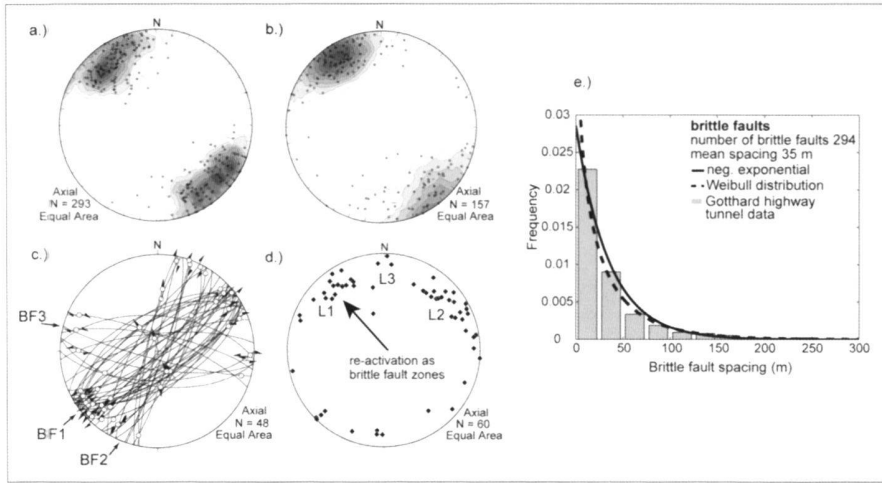 a.)
N
Axial
N = 293
Equal Area
b.)
Axial
N = 157
Equal Area
c.)
N
BF3
BF1
BF2
Axial
N = 48
Equal Area
d.)
N
L3
L1
L2
re-activation as
brittle fault zones
Axial
N = 60
Equal Area
e.)
0.03
0.025
0.02
0.015
0.01
0.005
0
Frequency
brittle faults
number of brittle faults 294
mean spacing 35 m
neg. exponential
Weibull distribution
Gotthard highway
tunnel data
0
50
100
150
200
250
300
Brittle fault spacing (m)